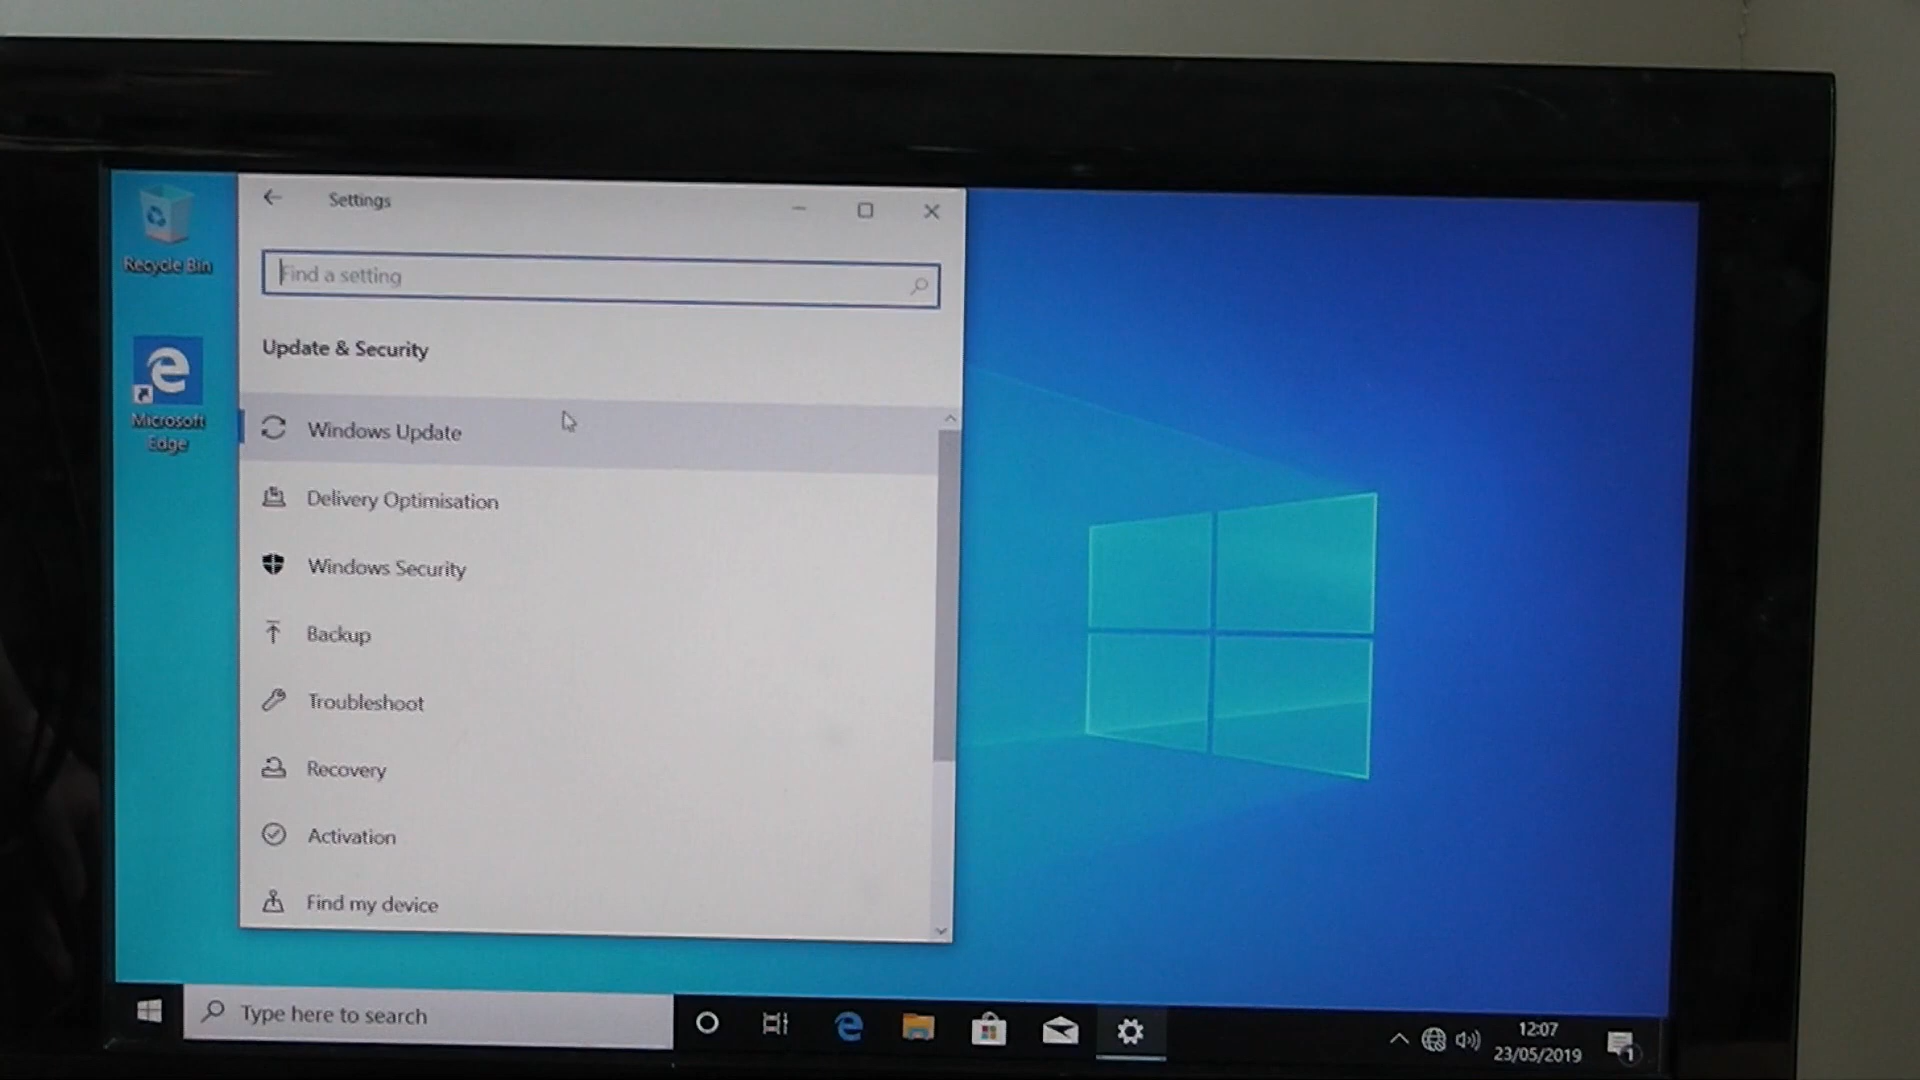 Settings
Recycle Bin
Find a setting
Update & Security
Microsoft
Edge
Windows Update
Delivery Optimisation
Windows Security
Backup
Troubleshoot
Recovery
Activation
Find my device
Type here to search
12:07
23/05/2019
1